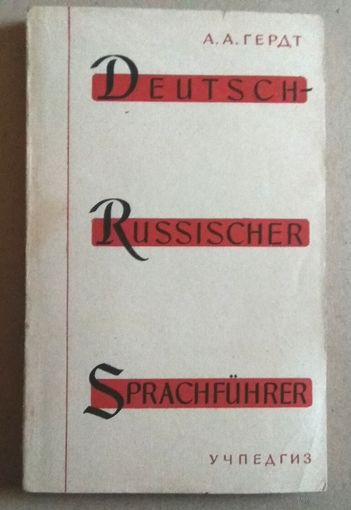 А. А. ГЕРДТ
DEUTSCH-
RUSSISCHER
SPRACHFÜHRER
УЧПЕДГИЗ